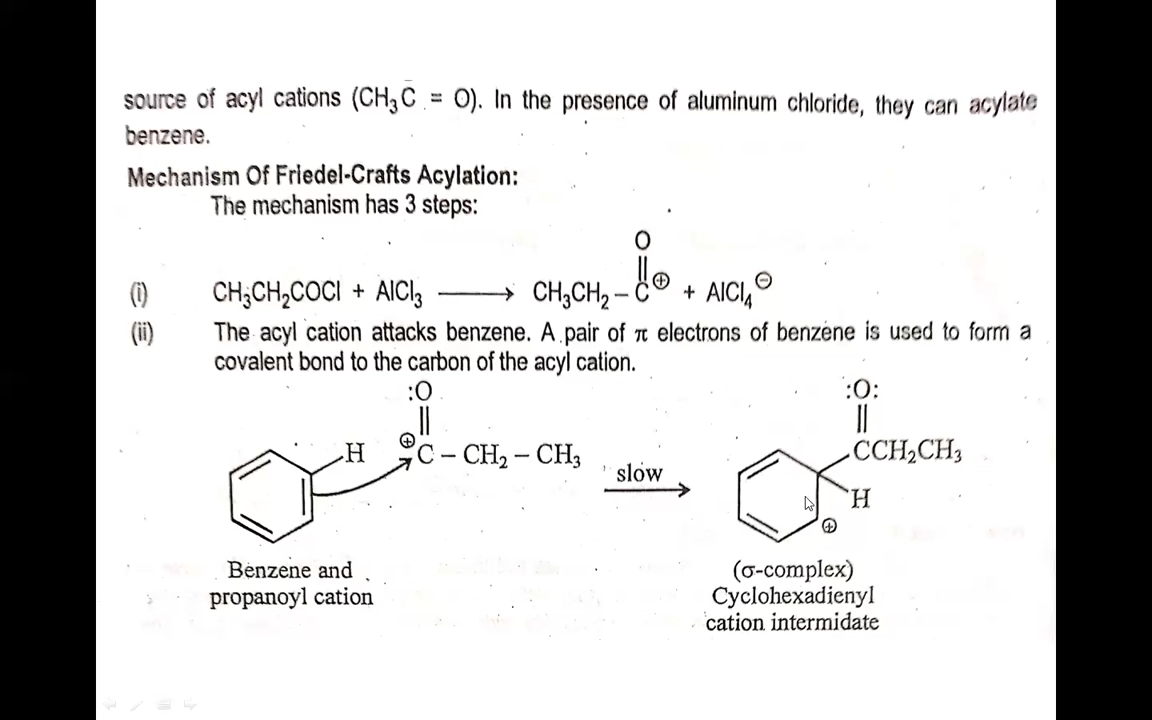 source of acyl cations (CH₃C̄ = O). In the presence of aluminum chloride, they can acylate
benzene.
Mechanism Of Friedel-Crafts Acylation:
The mechanism has 3 steps:
O
||
(i) CH₃CH₂COCl + AlCl₃ ⟶ CH₃CH₂ – C⊕ + AlCl₄⊖
(ii) The acyl cation attacks benzene. A pair of π electrons of benzene is used to form a
covalent bond to the carbon of the acyl cation.
:O :O:
|| ||
H ⊕C – CH₂ – CH₃ slow CCH₂CH₃
H
⊕
Benzene and (σ-complex)
propanoyl cation Cyclohexadienyl
cation intermidate